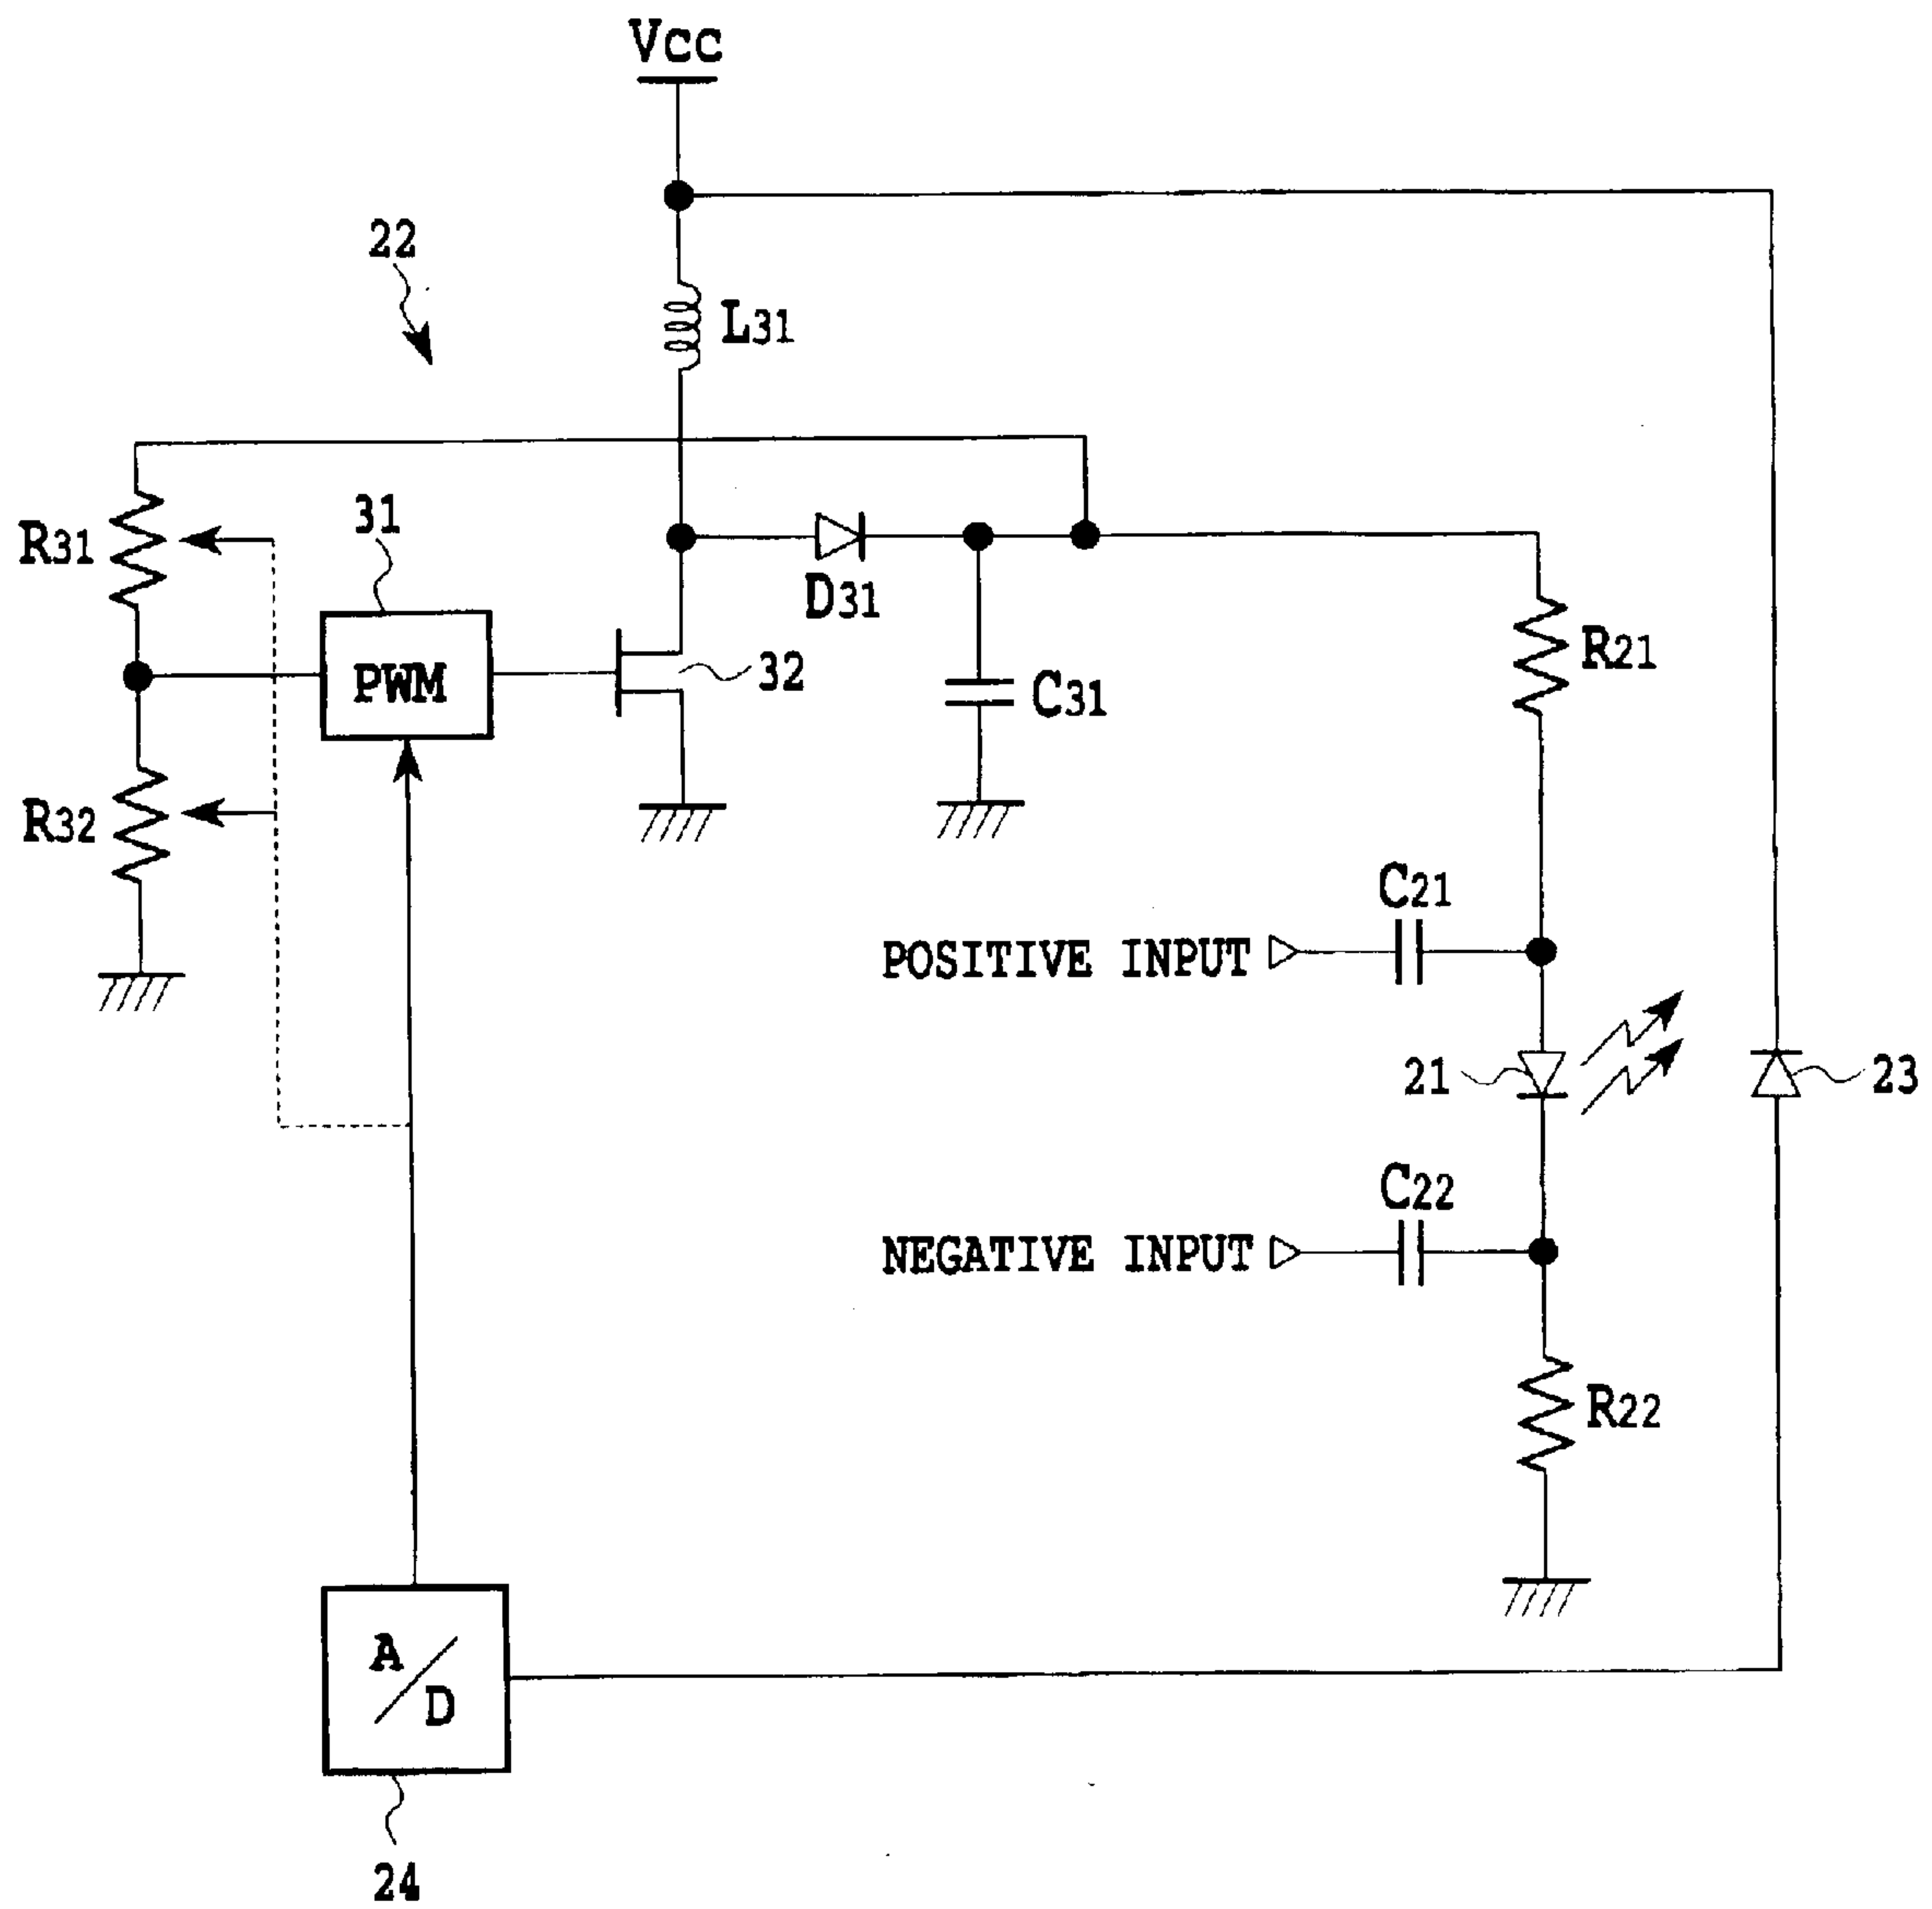 Vcc
22
L31
31
R31
D31
R21
PWM
32
C31
R32
C21
POSITIVE INPUT
21
23
C22
NEGATIVE INPUT
R22
A/D
24